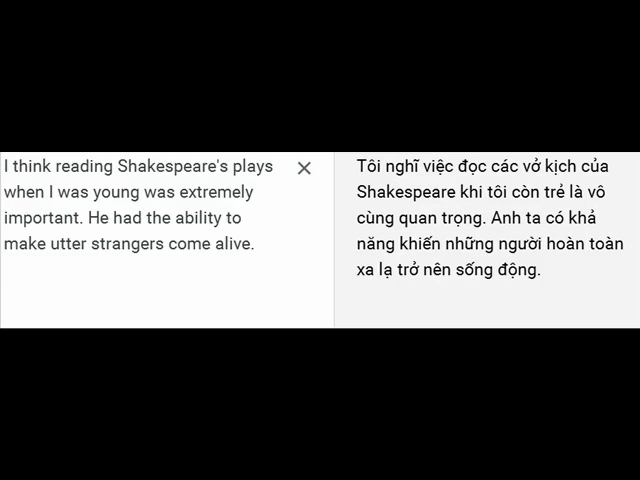 I think reading Shakespeare's plays
when I was young was extremely
important. He had the ability to
make utter strangers come alive.
Tôi nghĩ việc đọc các vở kịch của
Shakespeare khi tôi còn trẻ là vô
cùng quan trọng. Anh ta có khả
năng khiến những người hoàn toàn
xa lạ trở nên sống động.